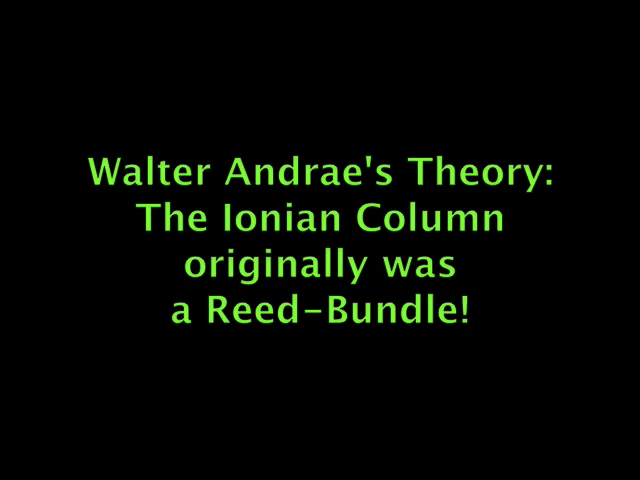 Walter Andrae's Theory:
The Ionian Column
originally was
a Reed-Bundle!